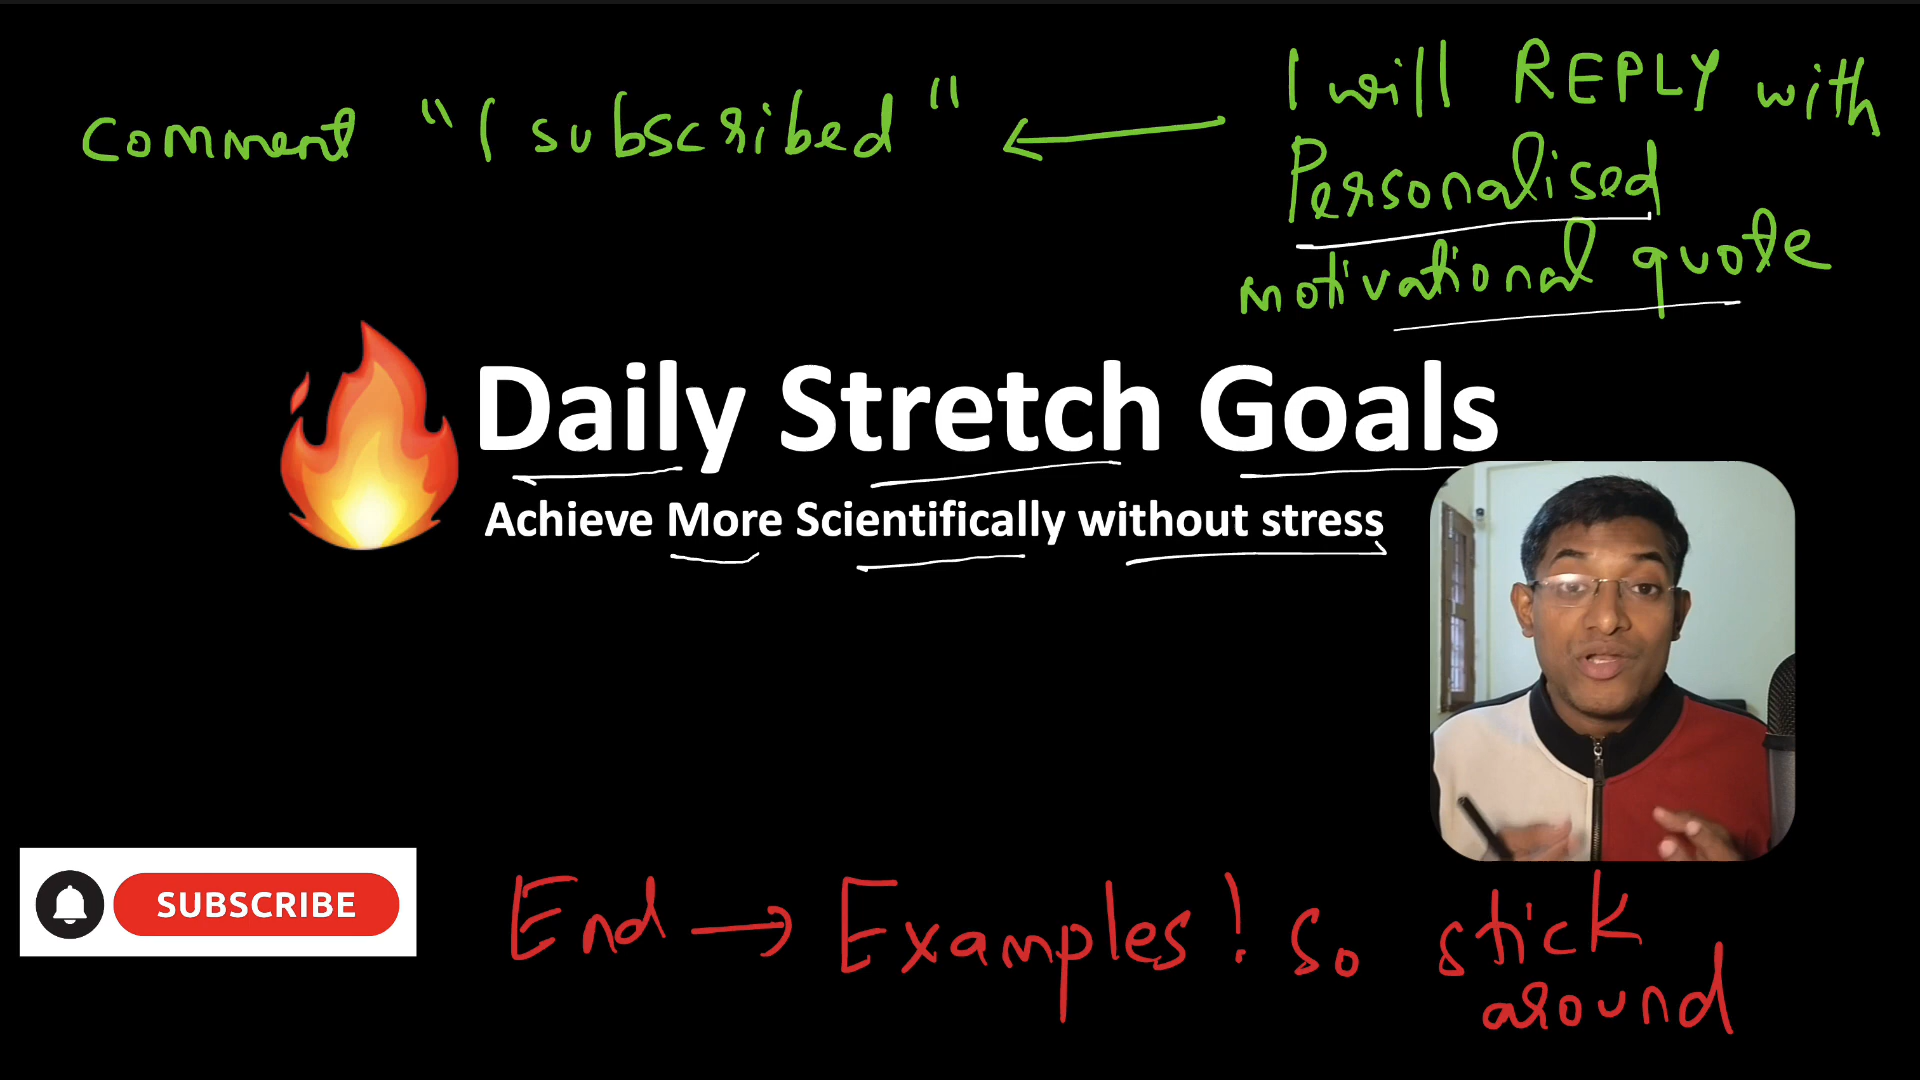 comment "I subscribed"
I will REPLY with
Personalised
motivational quote
Daily Stretch Goals
Achieve More Scientifically without stress
SUBSCRIBE
End → Examples! so stick
around